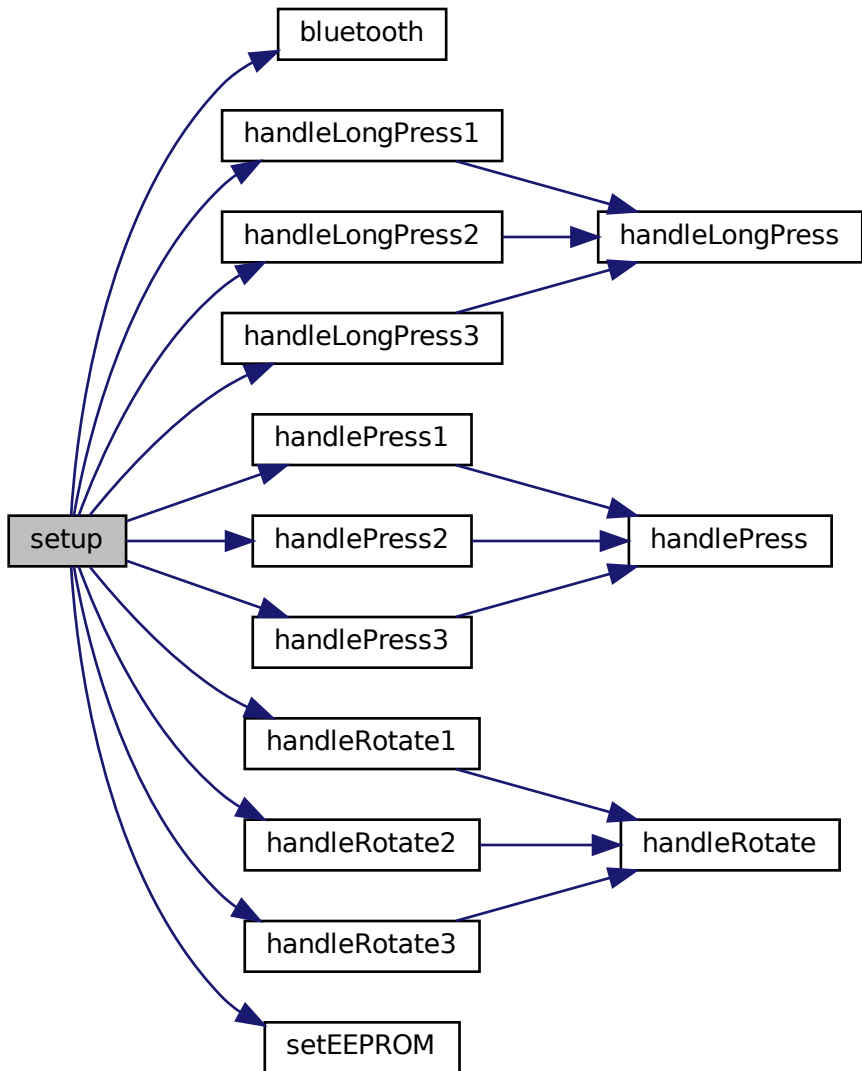 bluetooth
handleLongPress1
handleLongPress2
handleLongPress
handleLongPress3
handlePress1
setup
handlePress2
handlePress
handlePress3
handleRotate1
handleRotate2
handleRotate
handleRotate3
setEEPROM